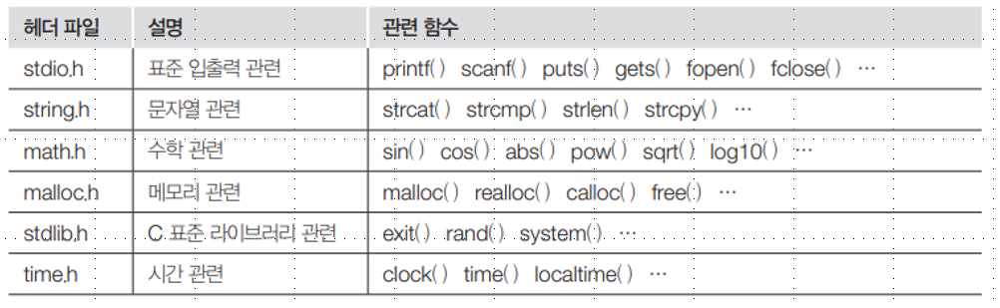 헤더 파일 설명 관련 함수
stdio.h 표준 입출력 관련 printf( ) scanf( ) puts( ) gets( ) fopen( ) fclose( ) …
string.h 문자열 관련 strcat( ) strcmp( ) strlen( ) strcpy( ) …
math.h 수학 관련 sin( ) cos( ) abs( ) pow( ) sqrt( ) log10( ) …
malloc.h 메모리 관련 malloc( ) realloc( ) calloc( ) free( ) …
stdlib.h C 표준 라이브러리 관련 exit( ) rand( ) system( ) …
time.h 시간 관련 clock( ) time( ) localtime( ) …